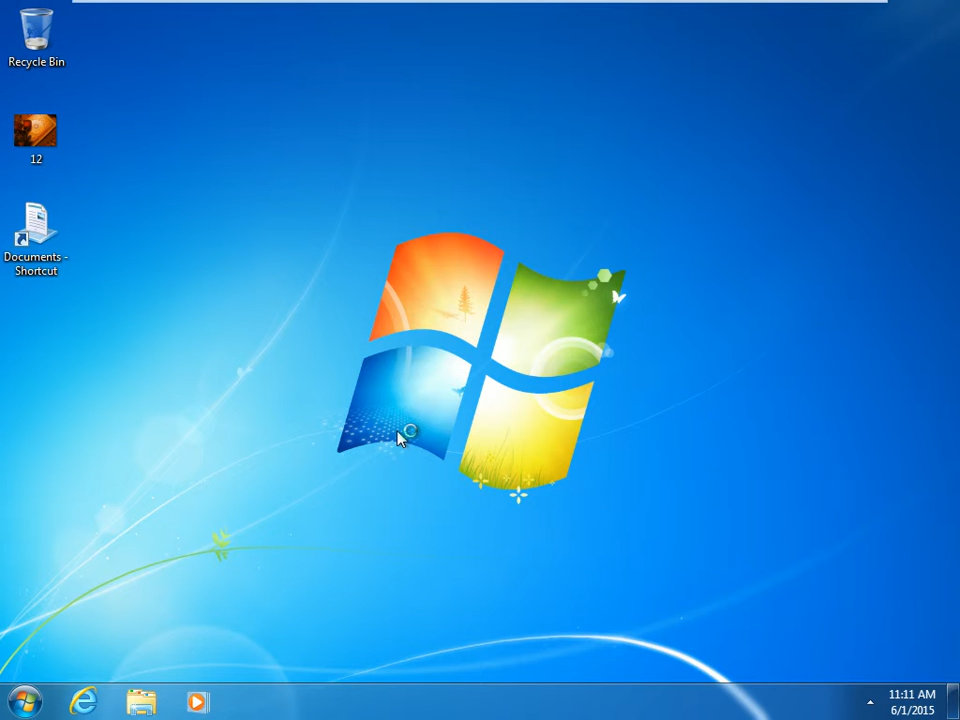 Recycle Bin
12
Documents -
Shortcut
11:11 AM
6/1/2015